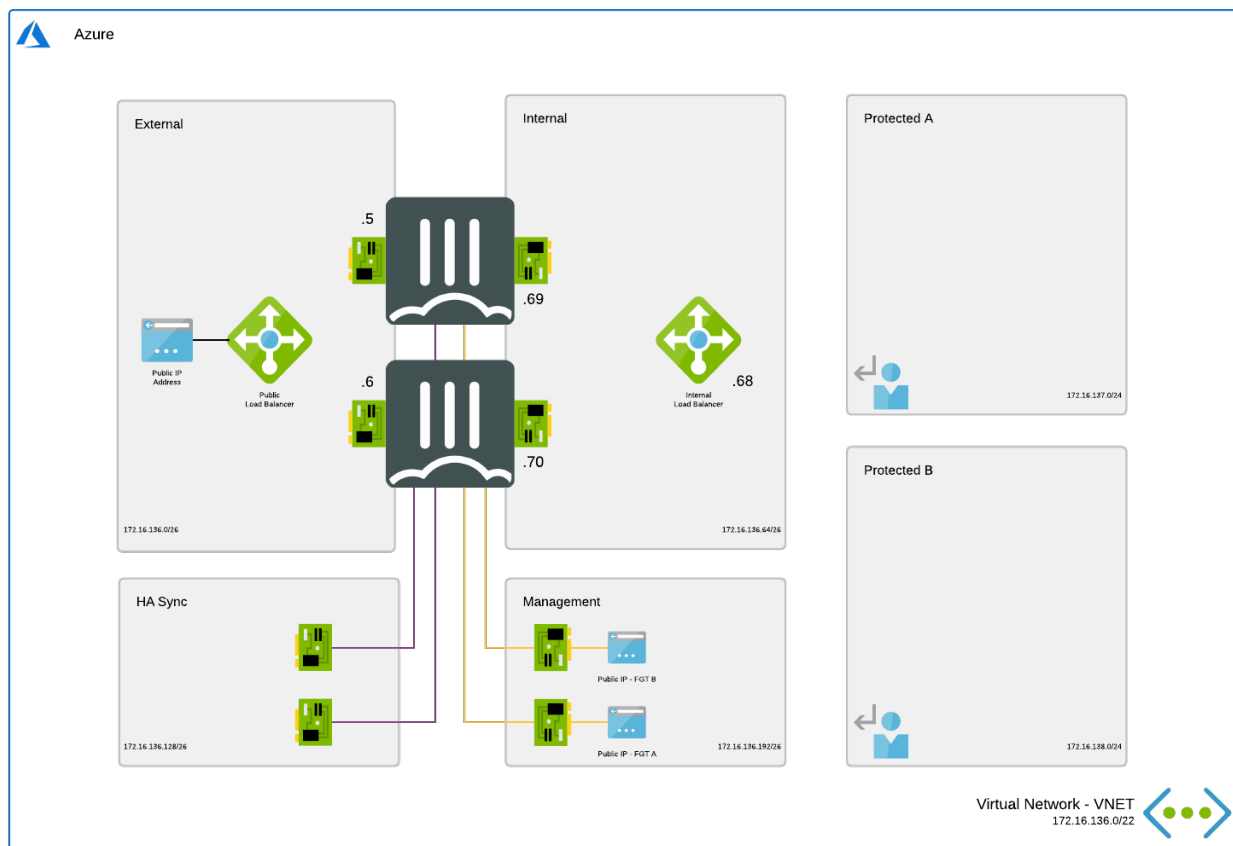 Azure
External
Internal
Protected A
.5
.69
Public IP
Address
Public
Load Balancer
.6
.68
Internal
Load Balancer
172.16.137.0/24
.70
Protected B
172.16.136.0/26
172.16.136.64/26
HA Sync
Management
Public IP - FGT B
172.16.136.128/26
Public IP - FGT A
172.16.136.192/26
172.16.138.0/24
Virtual Network - VNET
172.16.136.0/22